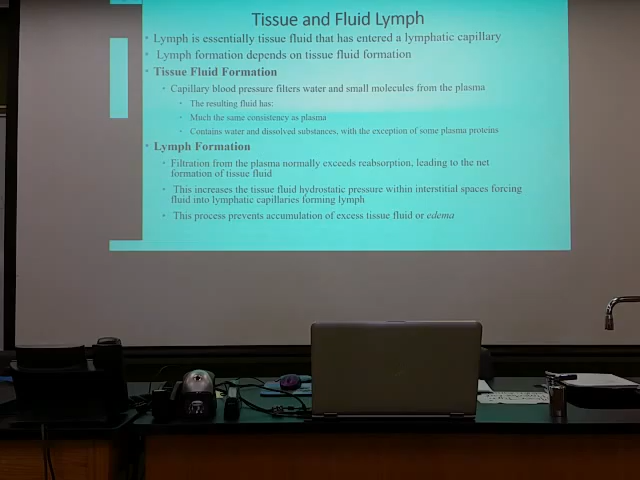 Tissue and Fluid Lymph
• Lymph is essentially tissue fluid that has entered a lymphatic capillary
• Lymph formation depends on tissue fluid formation
• Tissue Fluid Formation
• Capillary blood pressure filters water and small molecules from the plasma
• The resulting fluid has:
• Much the same consistency as plasma
• Contains water and dissolved substances, with the exception of some plasma proteins
• Lymph Formation
• Filtration from the plasma normally exceeds reabsorption, leading to the net
formation of tissue fluid
• This increases the tissue fluid hydrostatic pressure within interstitial spaces forcing
fluid into lymphatic capillaries forming lymph
• This process prevents accumulation of excess tissue fluid or edema